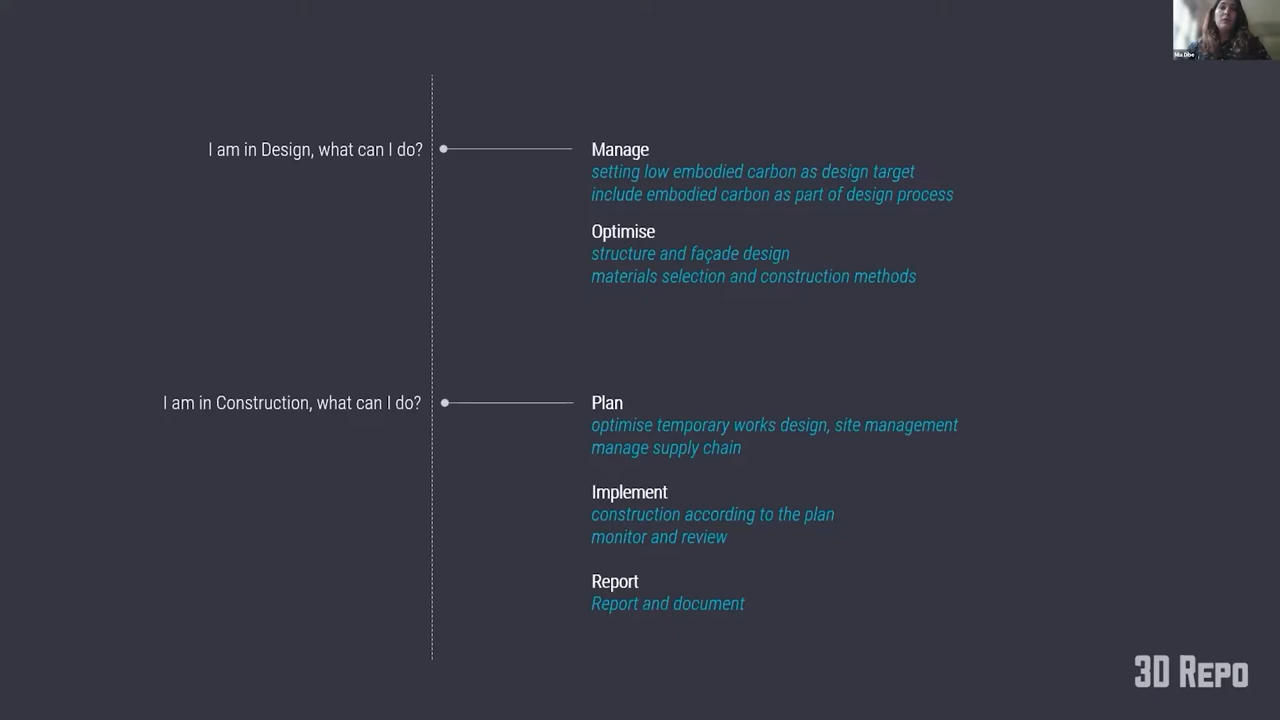 I am in Design, what can I do?
Manage
setting low embodied carbon as design target
include embodied carbon as part of design process
Optimise
structure and façade design
materials selection and construction methods
I am in Construction, what can I do?
Plan
optimise temporary works design, site management
manage supply chain
Implement
construction according to the plan
monitor and review
Report
Report and document
3D REPO